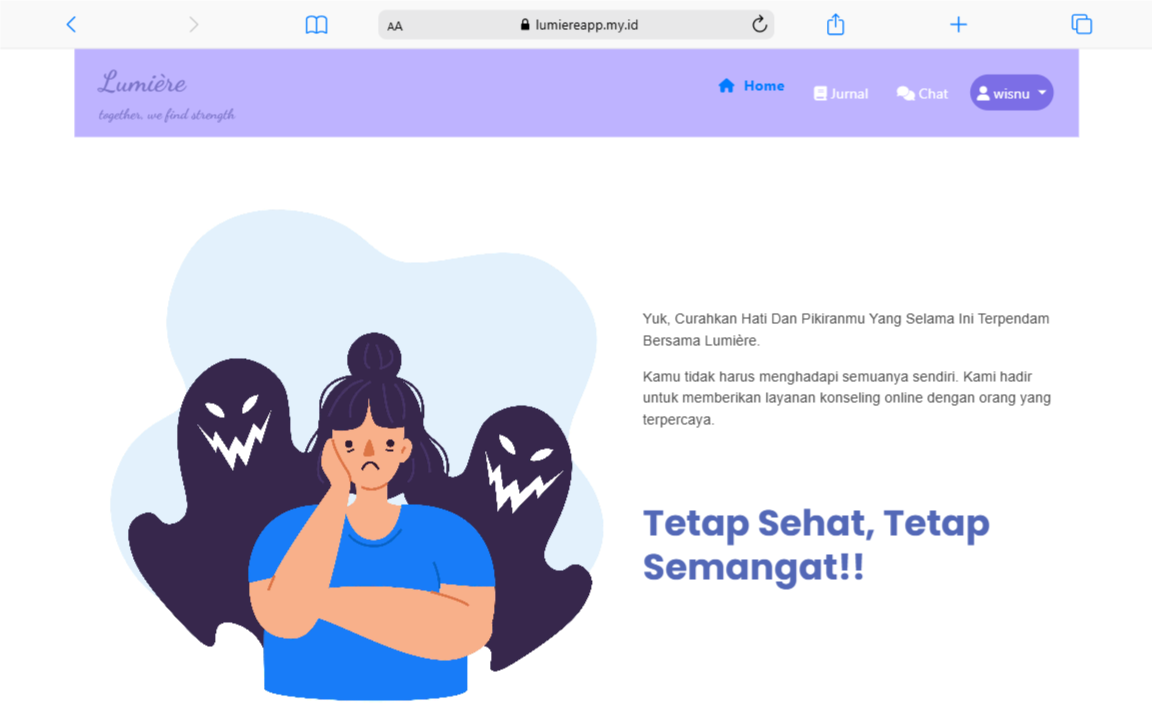 AA lumiereapp.my.id
Lumière
together, we find strength
Home
Jurnal
Chat
wisnu
Yuk, Curahkan Hati Dan Pikiranmu Yang Selama Ini Terpendam
Bersama Lumière.
Kamu tidak harus menghadapi semuanya sendiri. Kami hadir
untuk memberikan layanan konseling online dengan orang yang
terpercaya.
Tetap Sehat, Tetap
Semangat!!